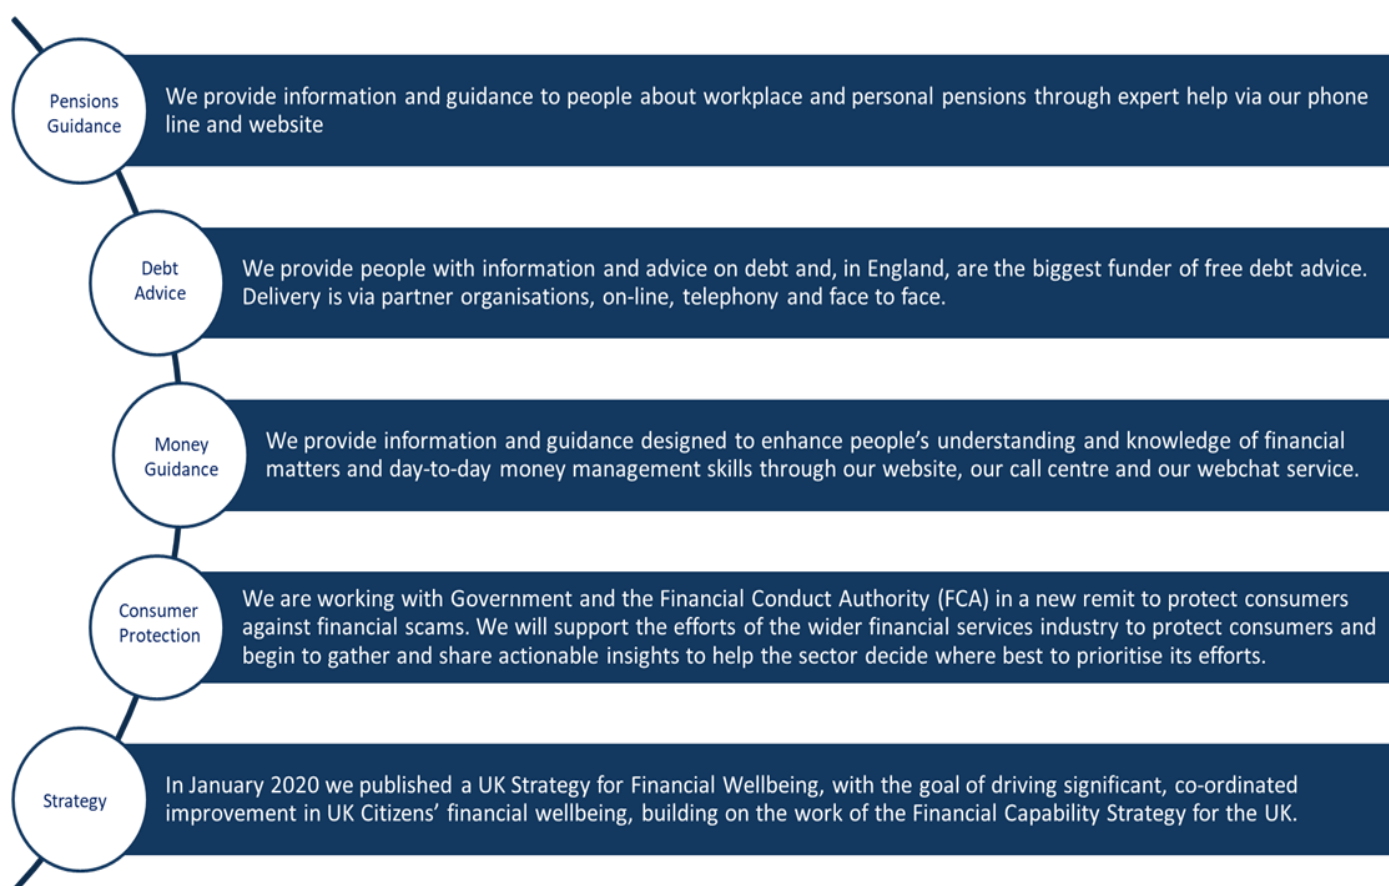 Pensions
Guidance
We provide information and guidance to people about workplace and personal pensions through expert help via our phone
line and website
Debt
Advice
We provide people with information and advice on debt and, in England, are the biggest funder of free debt advice.
Delivery is via partner organisations, on-line, telephony and face to face.
Money
Guidance
We provide information and guidance designed to enhance people’s understanding and knowledge of financial
matters and day-to-day money management skills through our website, our call centre and our webchat service.
Consumer
Protection
We are working with Government and the Financial Conduct Authority (FCA) in a new remit to protect consumers
against financial scams. We will support the efforts of the wider financial services industry to protect consumers and
begin to gather and share actionable insights to help the sector decide where best to prioritise its efforts.
Strategy
In January 2020 we published a UK Strategy for Financial Wellbeing, with the goal of driving significant, co-ordinated
improvement in UK Citizens’ financial wellbeing, building on the work of the Financial Capability Strategy for the UK.